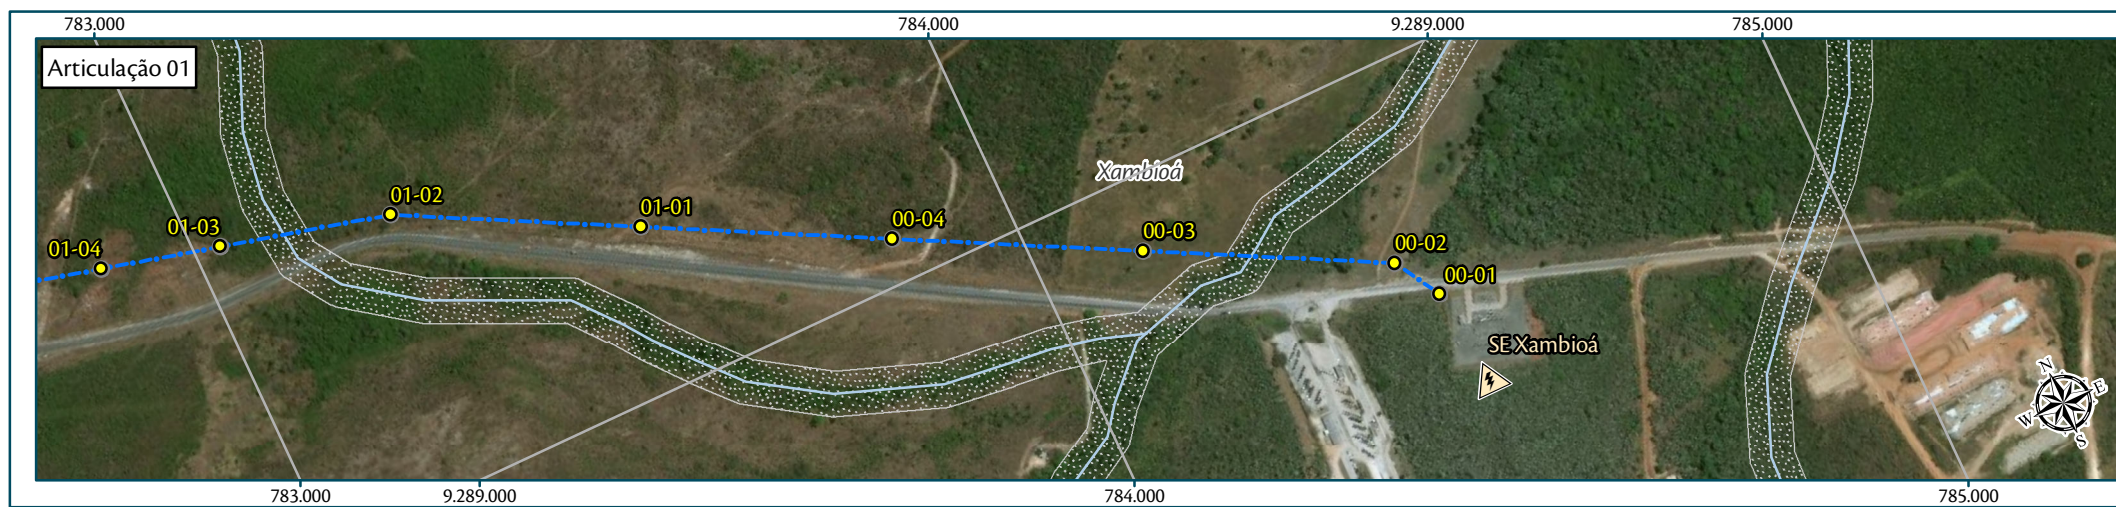 783.000
784.000
9.289.000
785.000
Articulação 01
Xambioá
01-02
01-01
01-03
00-04
00-03
00-02
01-04
00-01
SE Xambioá
N
E
W
S
783.000
9.289.000
784.000
785.000